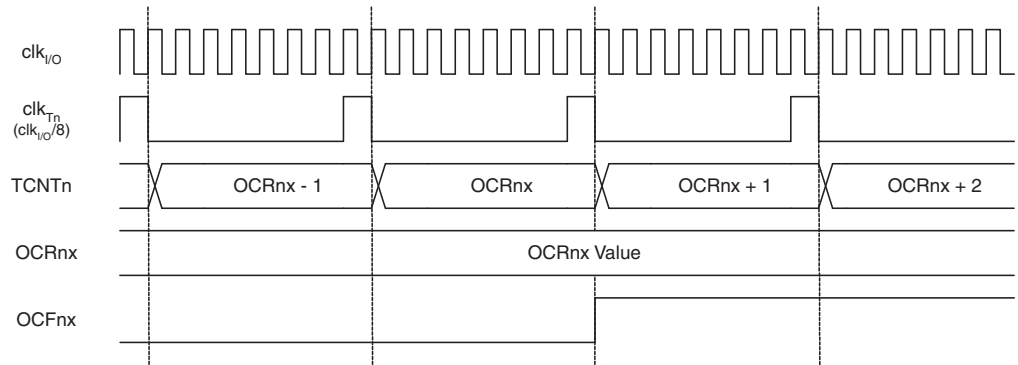 clkI/O
clkTn
(clkI/O/8)
TCNTn OCRnx - 1 OCRnx OCRnx + 1 OCRnx + 2
OCRnx OCRnx Value
OCFnx